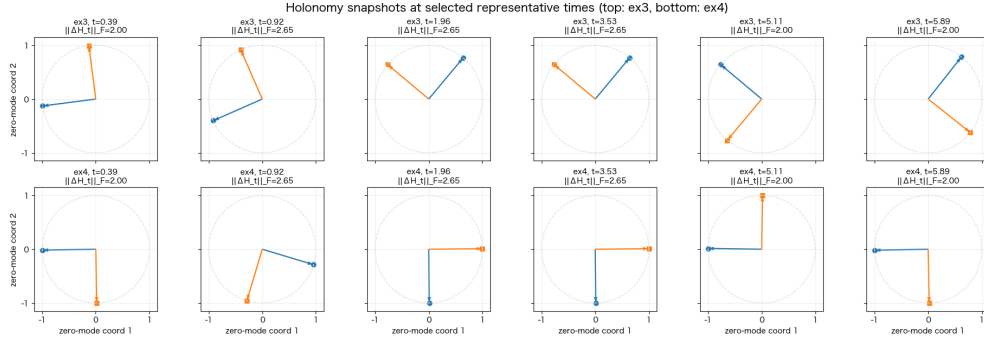 Holonomy snapshots at selected representative times (top: ex3, bottom: ex4)
ex3, t=0.39
||ΔH_t||_F=2.00
ex3, t=0.92
||ΔH_t||_F=2.65
ex3, t=1.96
||ΔH_t||_F=2.65
ex3, t=3.53
||ΔH_t||_F=2.65
ex3, t=5.11
||ΔH_t||_F=2.00
ex3, t=5.89
||ΔH_t||_F=2.00
zero-mode coord 2
1
0
-1
ex4, t=0.39
||ΔH_t||_F=2.00
ex4, t=0.92
||ΔH_t||_F=2.65
ex4, t=1.96
||ΔH_t||_F=2.65
ex4, t=3.53
||ΔH_t||_F=2.65
ex4, t=5.11
||ΔH_t||_F=2.00
ex4, t=5.89
||ΔH_t||_F=2.00
zero-mode coord 2
1
0
-1
-1 0 1
-1 0 1
-1 0 1
-1 0 1
-1 0 1
-1 0 1
zero-mode coord 1
zero-mode coord 1
zero-mode coord 1
zero-mode coord 1
zero-mode coord 1
zero-mode coord 1